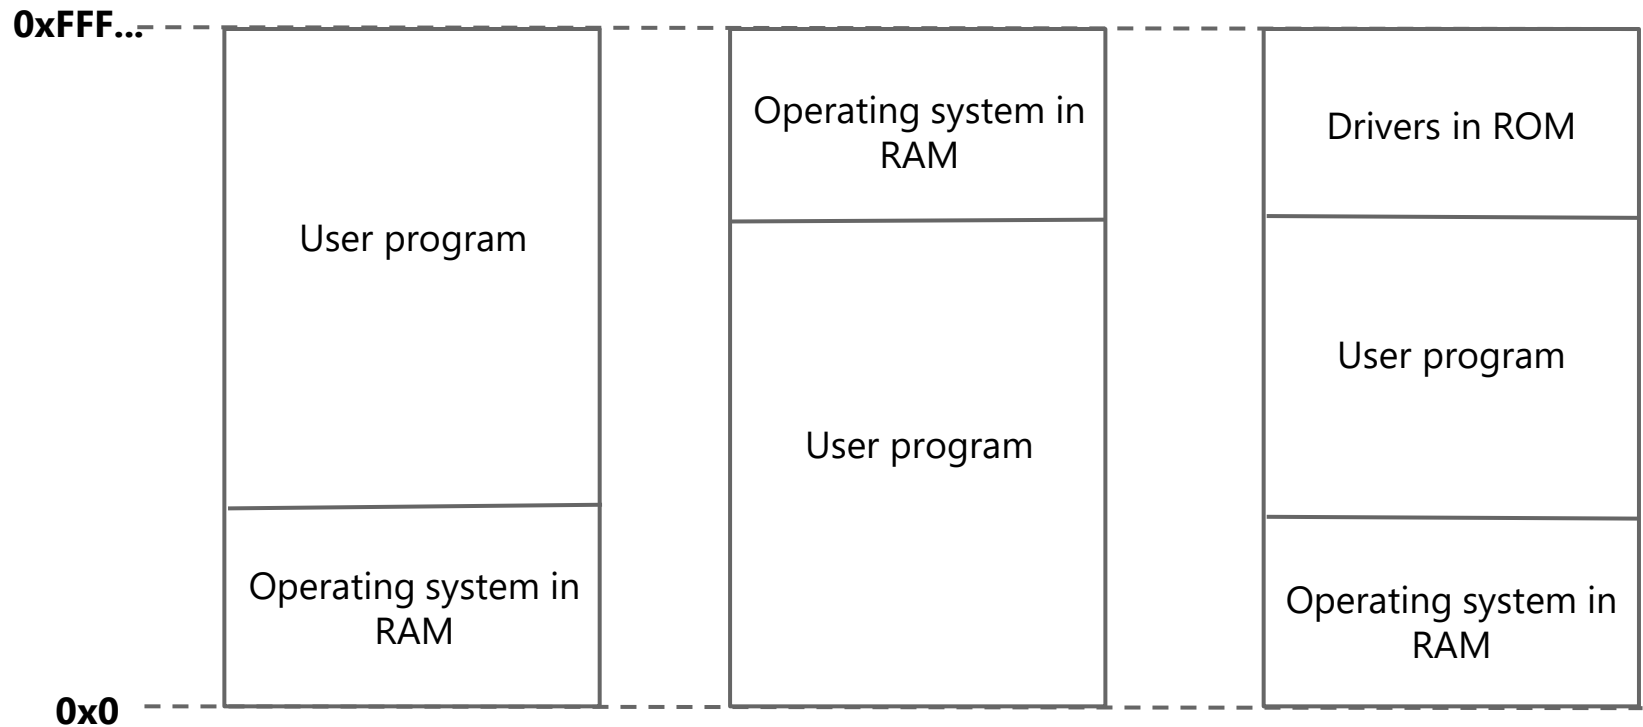 0xFFF...
User program
Operating system in
RAM
Operating system in
RAM
User program
Drivers in ROM
User program
Operating system in
RAM
0x0